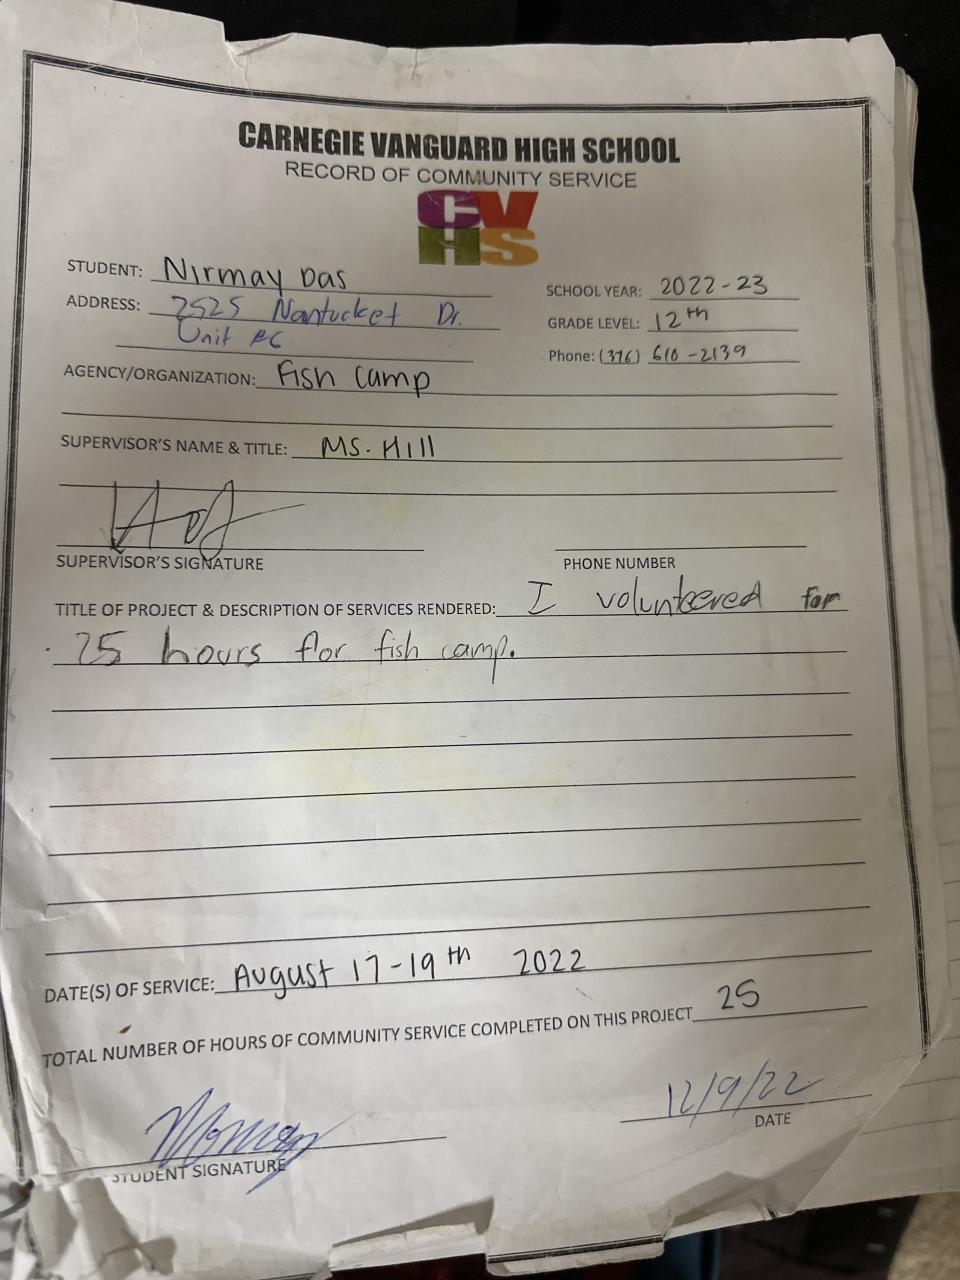 CARNEGIE VANGUARD HIGH SCHOOL
RECORD OF COMMUNITY SERVICE
CV
HS
STUDENT: Nirmay Das
SCHOOL YEAR: 2022-23
ADDRESS: 2525 Nantucket Dr.
GRADE LEVEL: 12th
Unit
Phone: (376) 610-2139
AGENCY/ORGANIZATION: Fish Camp
SUPERVISOR'S NAME & TITLE: Ms. Hill
SUPERVISOR'S SIGNATURE
PHONE NUMBER
TITLE OF PROJECT & DESCRIPTION OF SERVICES RENDERED: I volunteered for
25 hours for fish camp.
DATE(S) OF SERVICE: August 17-19th 2022
TOTAL NUMBER OF HOURS OF COMMUNITY SERVICE COMPLETED ON THIS PROJECT 25
12/9/22
STUDENT SIGNATURE
DATE